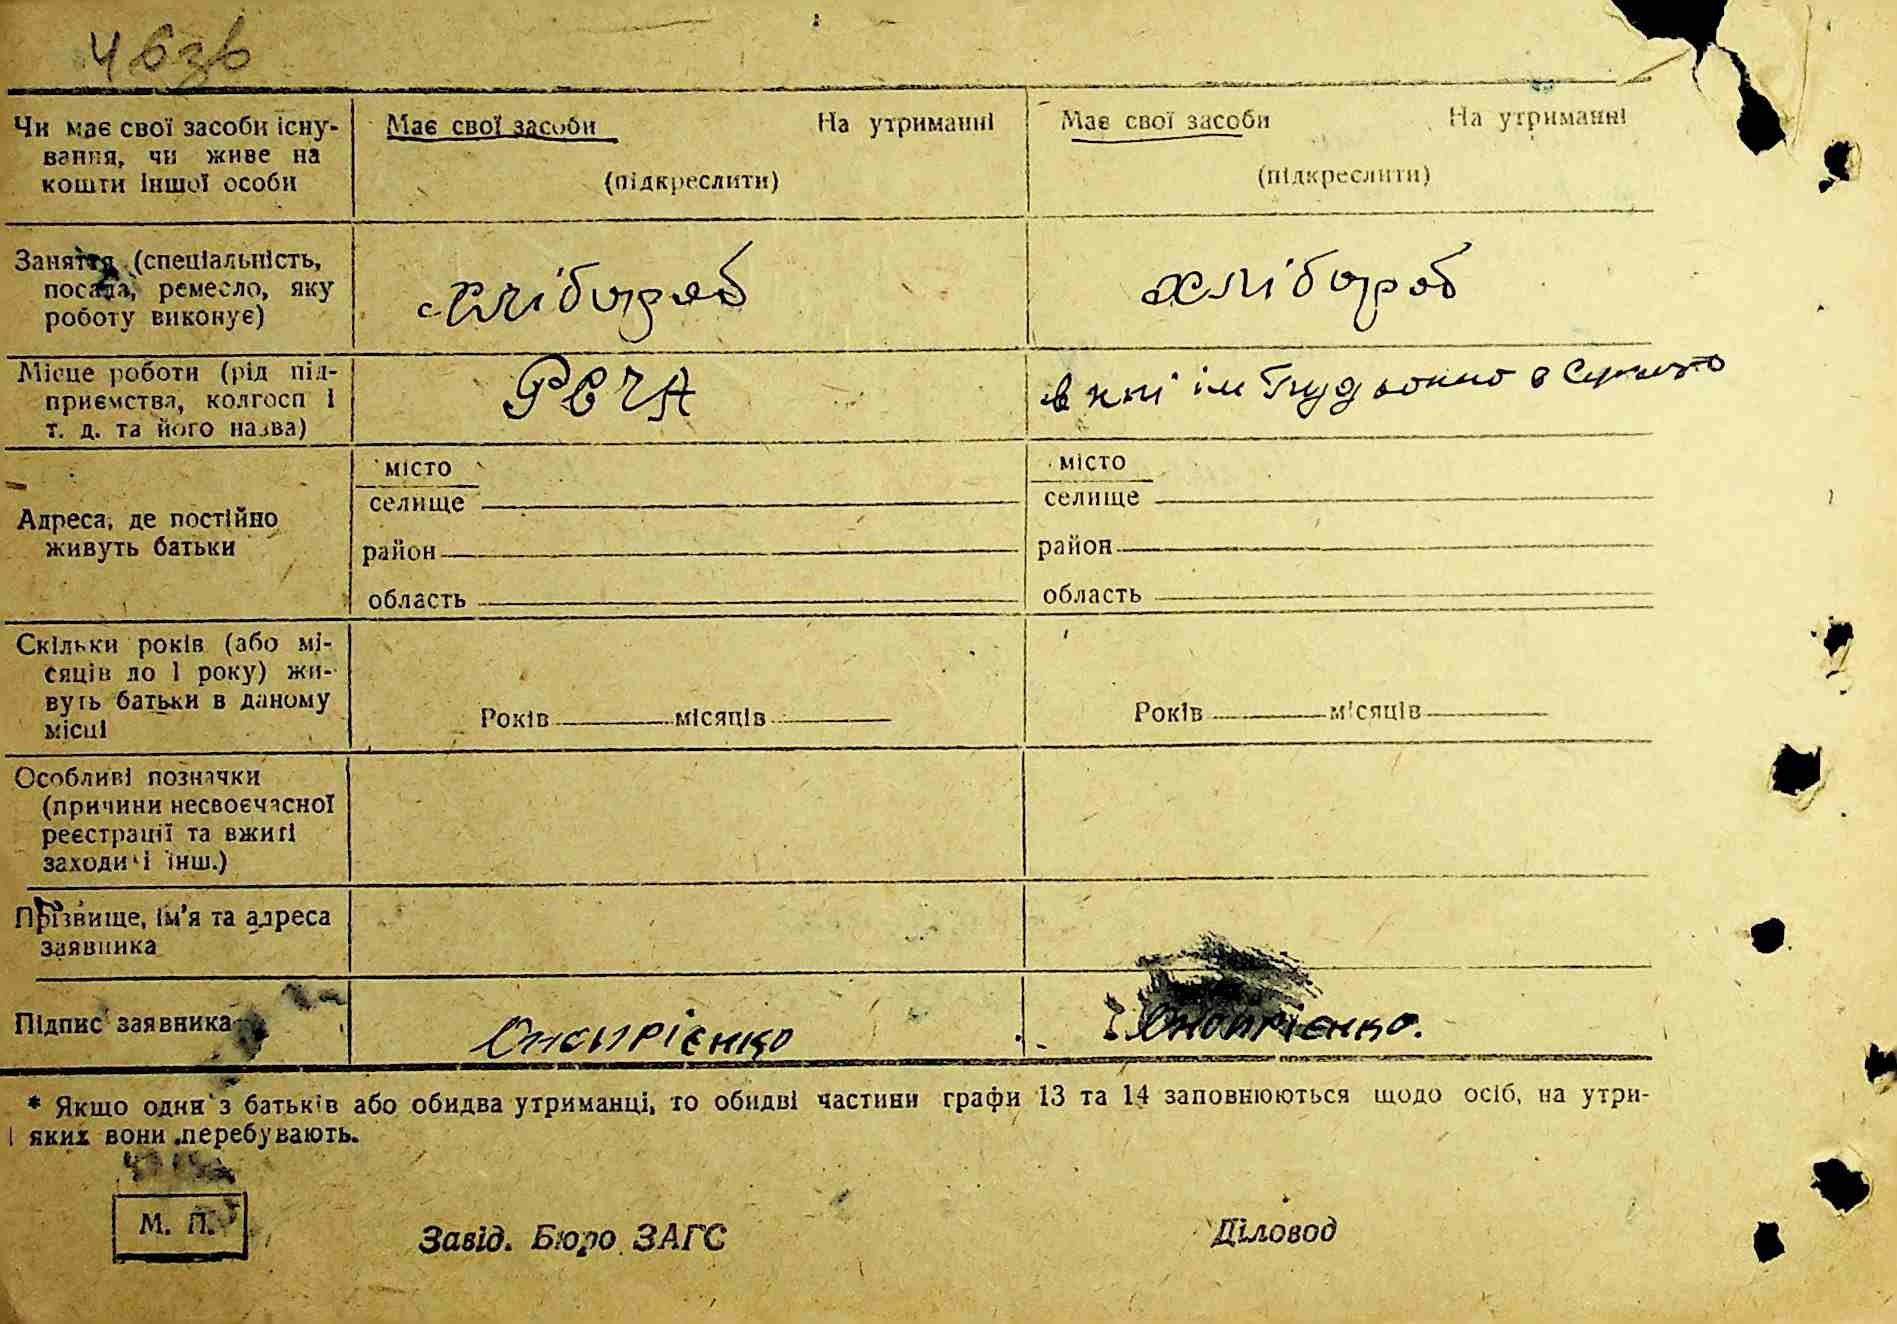 Чи має свої засоби існу-
вання, чи живе на
кошти іншої особи
Має свої засоби На утриманні
(підкреслити)
Має свої засоби На утриманні
(підкреслити)
Заняття (спеціальність,
посада, ремесло, яку
роботу виконує)
хлібороб
хлібороб
Місце роботи (рід під-
приємства, колгосп і
т. д. та його назва)
РСЧА
в ім
Адреса, де постійно
живуть батьки
місто
селище
район
область
місто
селище
район
область
Скільки років (або мі-
сяців до 1 року) жи-
вуть батьки в даному
місці
Років місяців
Років місяців
Особливі позначки
(причини несвоєчасної
реєстрації та вжиті
заходи й інш.)
Прізвище, ім'я та адреса
заявника
Підпис заявника
Онопрієнко
Онопрієнко.
* Якщо один з батьків або обидва утриманці, то обидві частини графи 13 та 14 заповнюються щодо осіб, на утри-
і яких вони перебувають.
М. П.
Завід. Бюро ЗАГС
Діловод